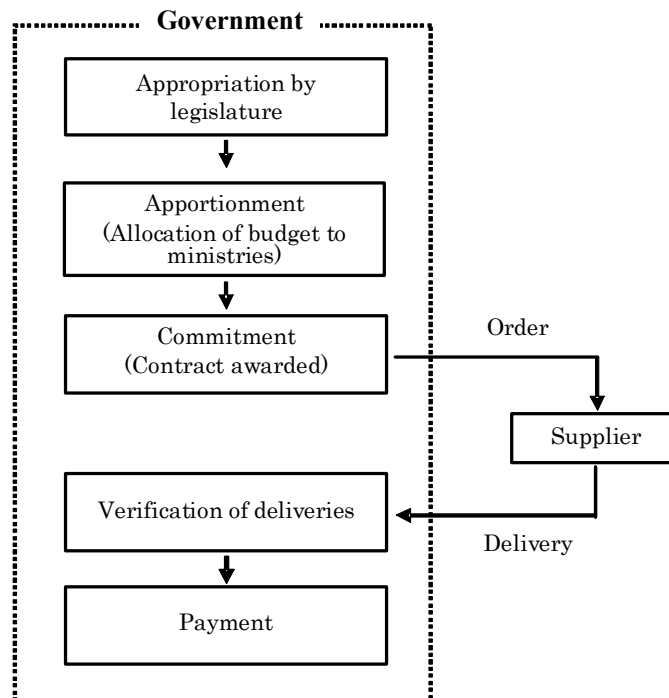 Government
Appropriation by
legislature
Apportionment
(Allocation of budget to
ministries)
Commitment
(Contract awarded)
Order
Supplier
Verification of deliveries
Delivery
Payment